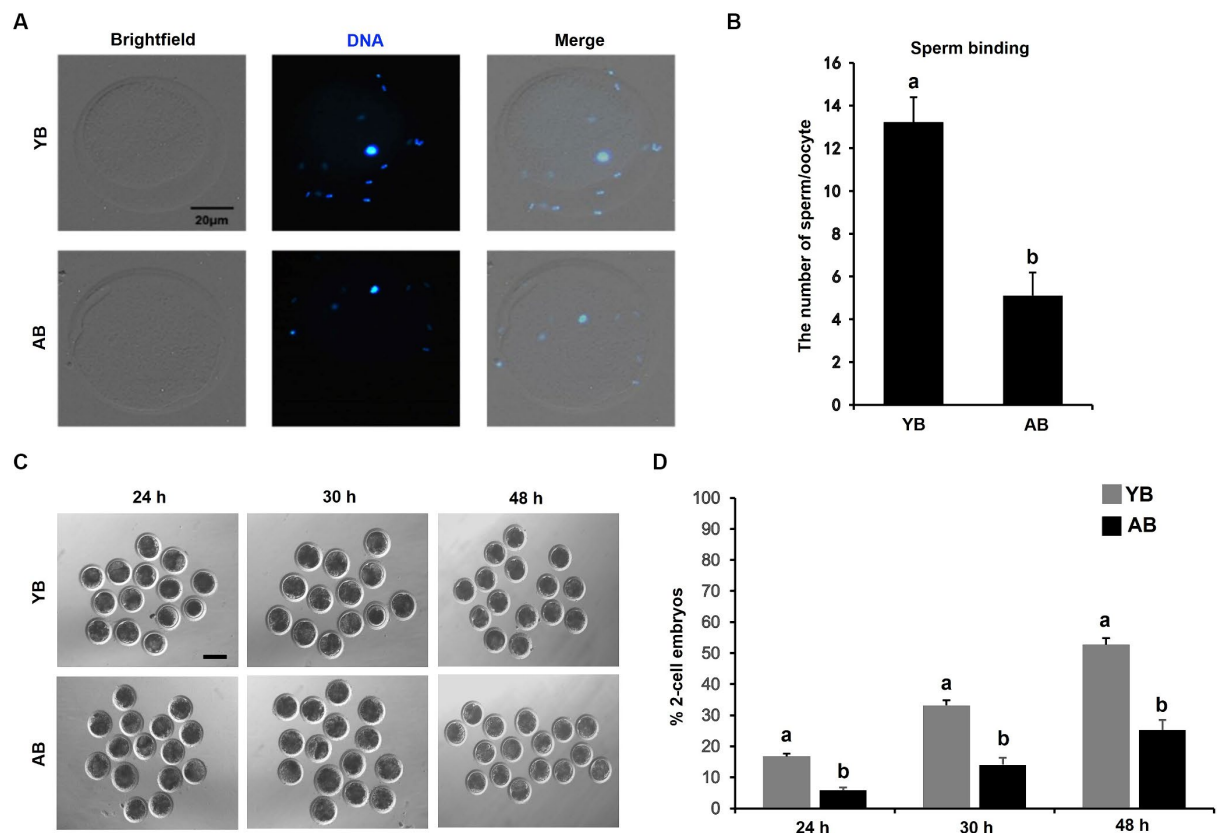 A
Brightfield
DNA
Merge
YB
20μm
AB
B
Sperm binding
The number of sperm/oocyte
16
14
12
10
8
6
4
2
0
a
b
YB
AB
C
24 h
30 h
48 h
YB
AB
D
YB
AB
% 2-cell embryos
100
90
80
70
60
50
40
30
20
10
0
a
b
a
b
a
b
24 h
30 h
48 h